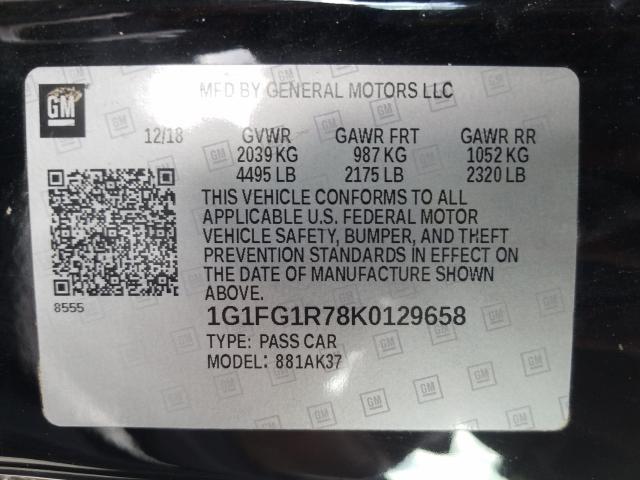 GM
MFD BY GENERAL MOTORS LLC
12/18 GVWR GAWR FRT GAWR RR
2039 KG 987 KG 1052 KG
4495 LB 2175 LB 2320 LB
THIS VEHICLE CONFORMS TO ALL
APPLICABLE U.S. FEDERAL MOTOR
VEHICLE SAFETY, BUMPER, AND THEFT
PREVENTION STANDARDS IN EFFECT ON
THE DATE OF MANUFACTURE SHOWN
ABOVE.
8555
1G1FG1R78K0129658
TYPE: PASS CAR
MODEL: 881AK37